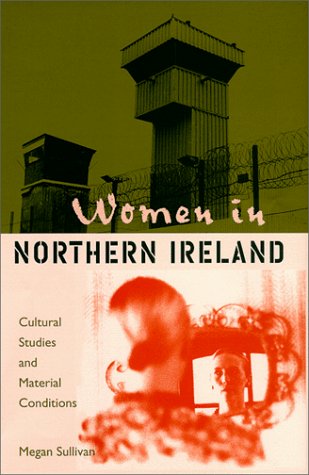 Women in
NORTHERN IRELAND
Cultural
Studies
and
Material
Conditions
Megan Sullivan